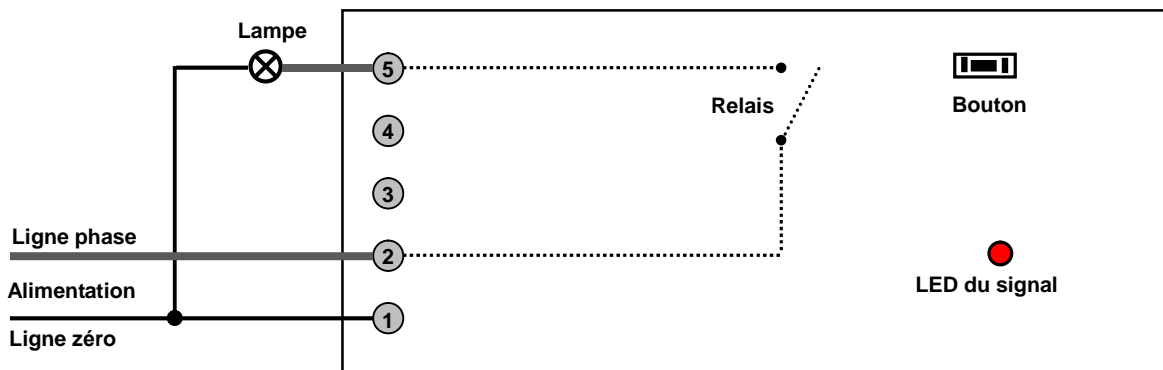 Lampe
5
Relais
Bouton
4
3
Ligne phase
2
LED du signal
Alimentation
1
Ligne zéro